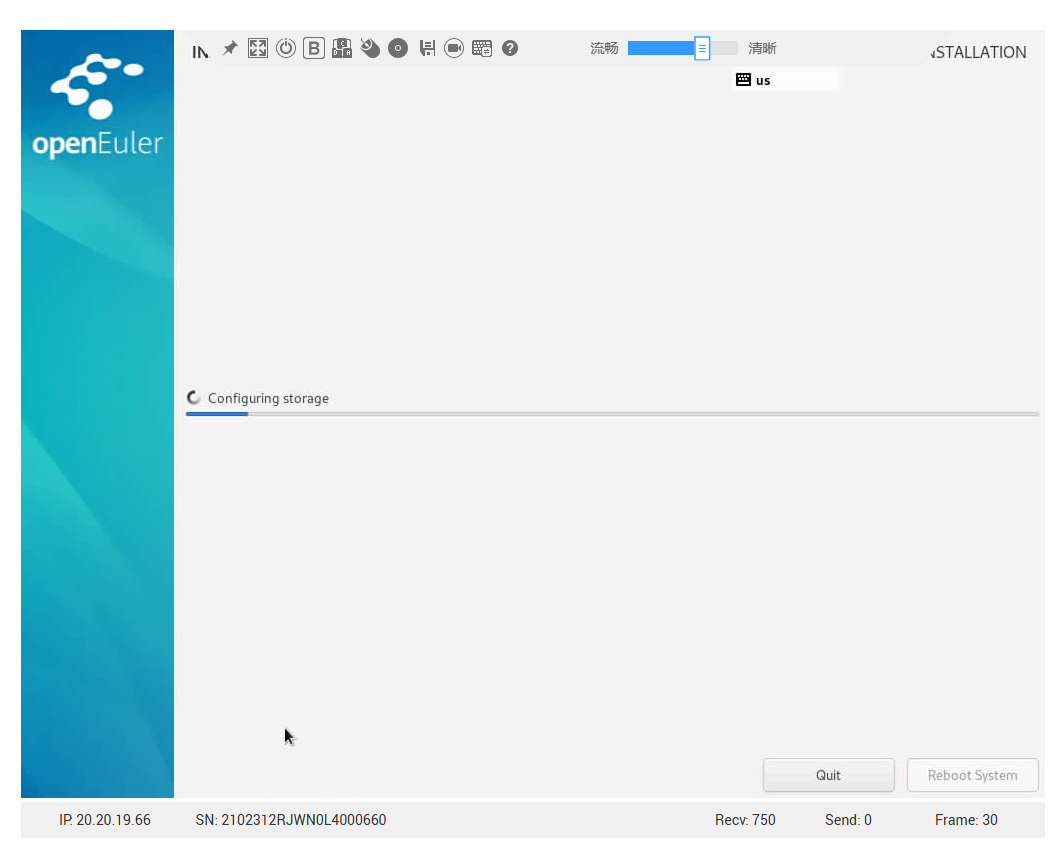 IN
流畅
清晰
STALLATION
us
openEuler
Configuring storage
Quit
Reboot System
IP: 20.20.19.66
SN: 2102312RJWN0L4000660
Recv: 750
Send: 0
Frame: 30